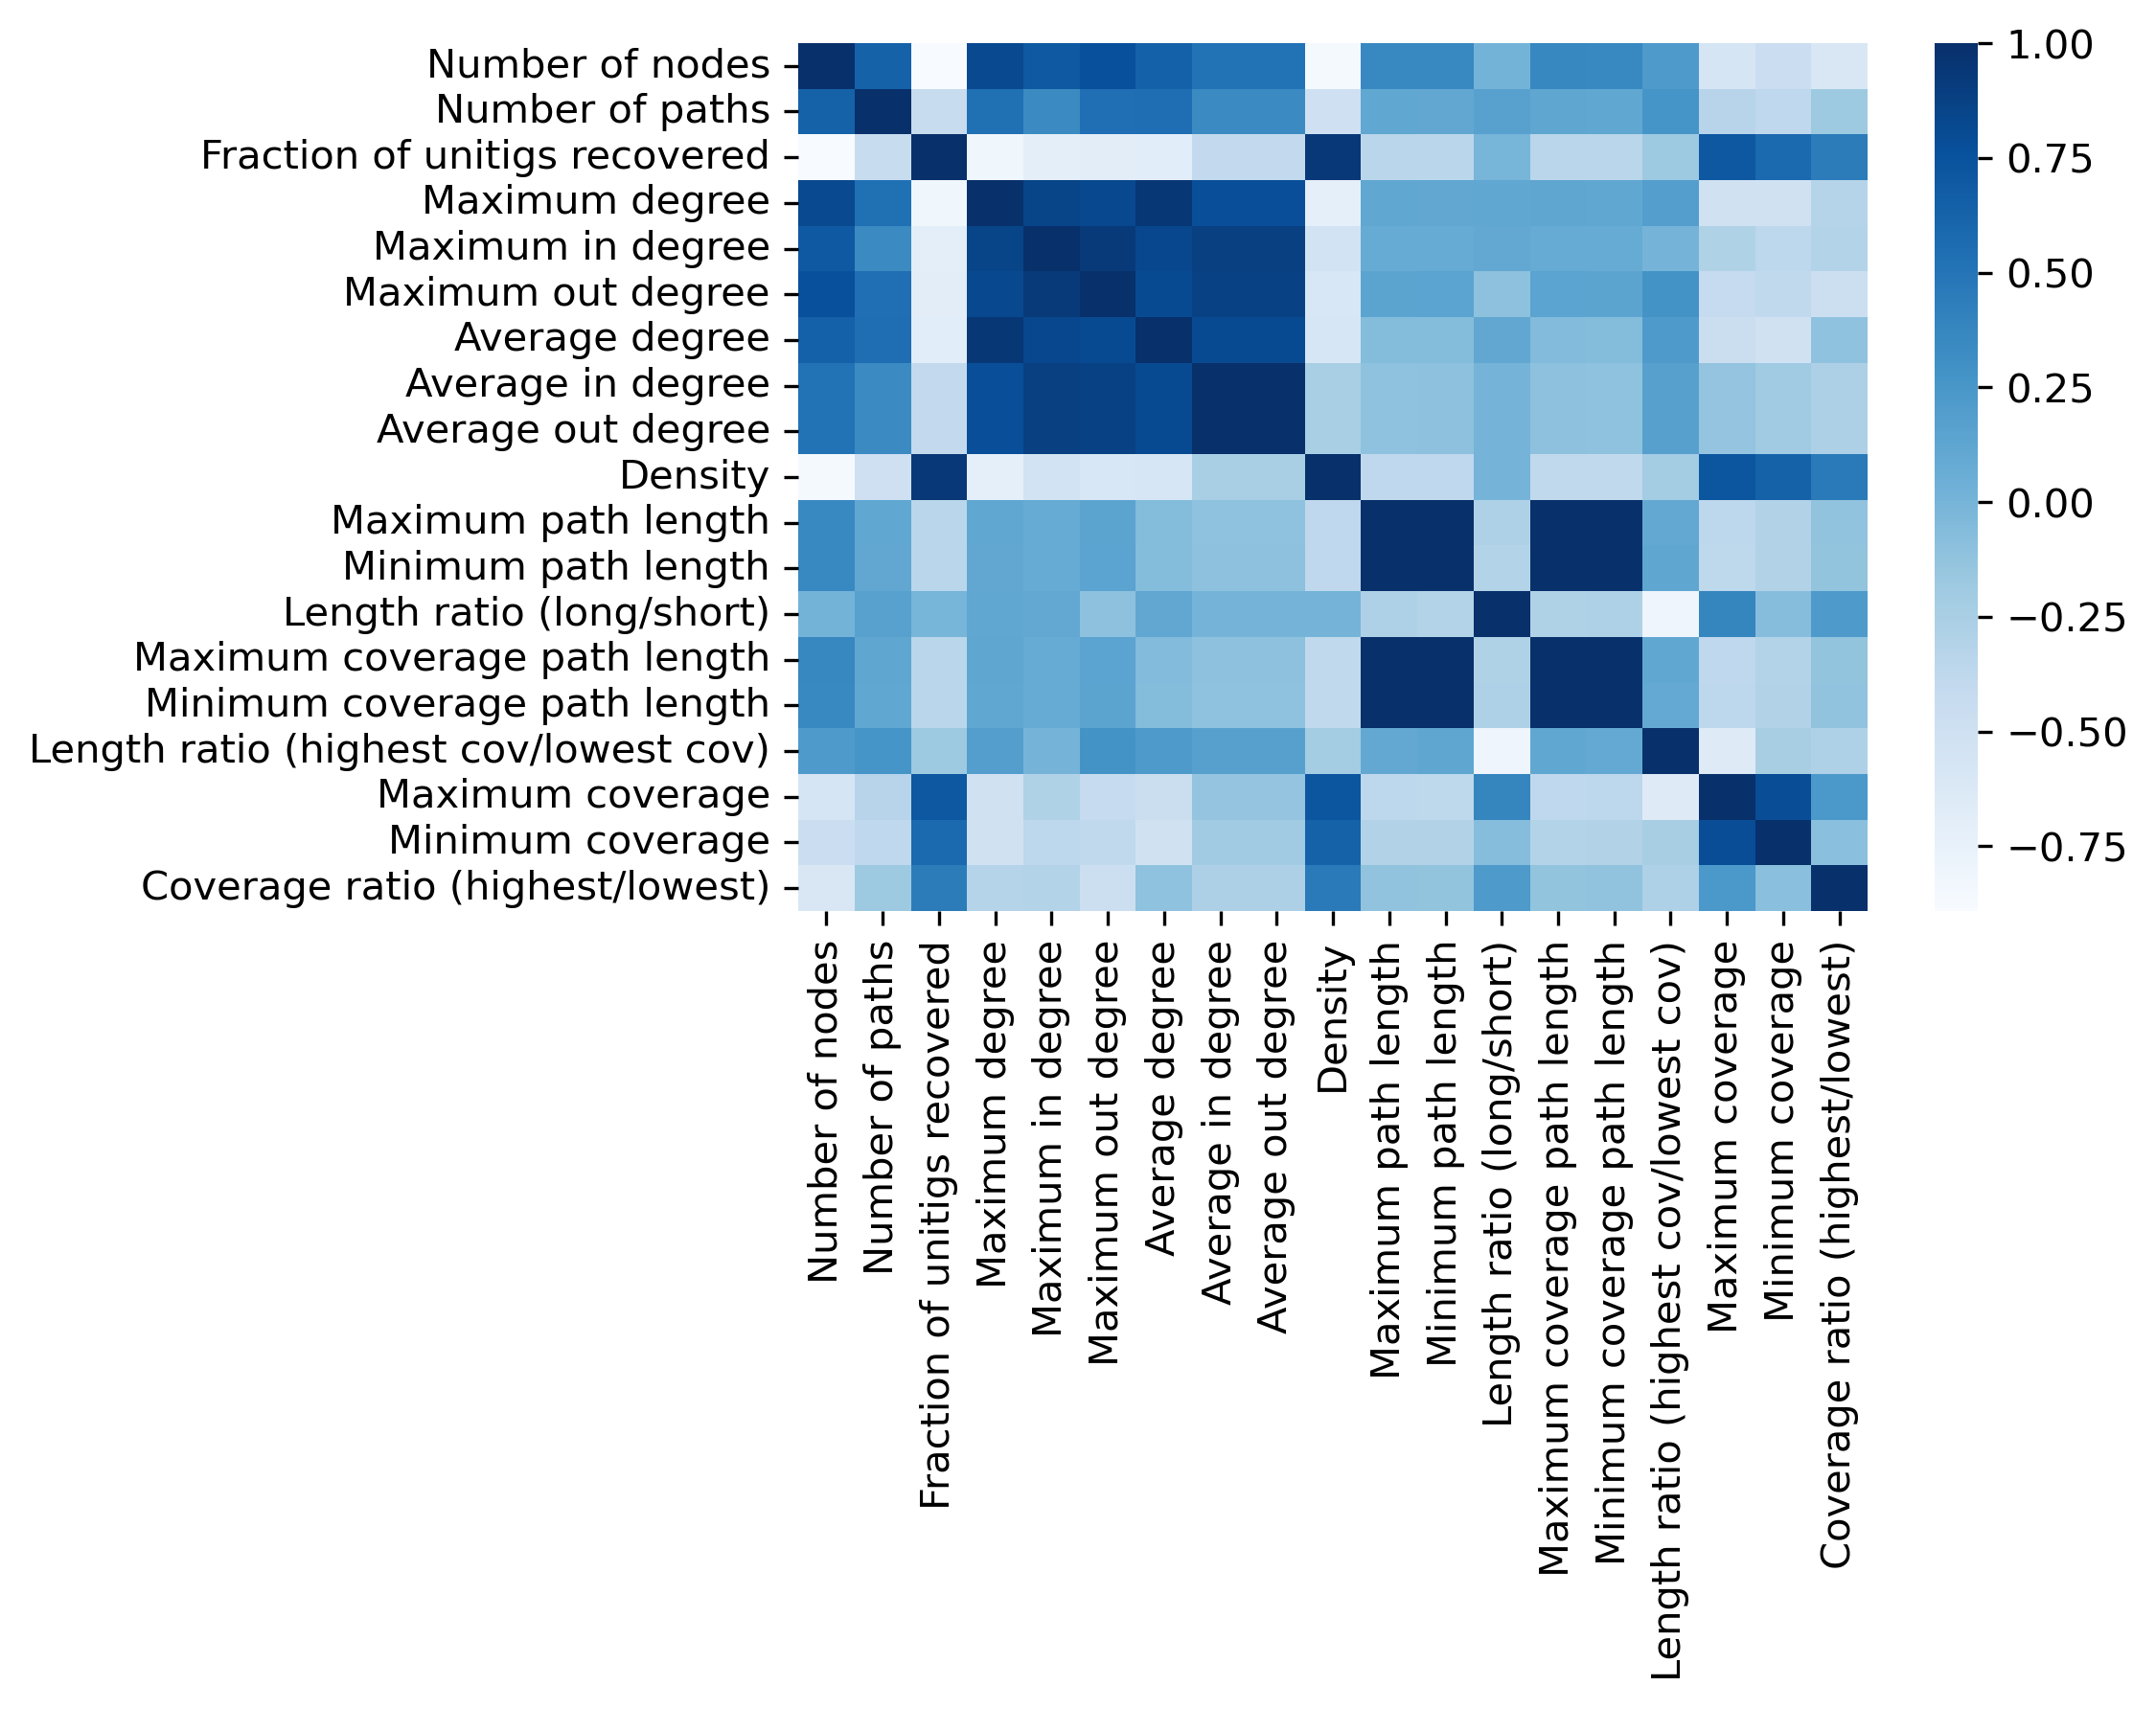 Number of nodes
Number of paths
Fraction of unitigs recovered
Maximum degree
Maximum in degree
Maximum out degree
Average degree
Average in degree
Average out degree
Density
Maximum path length
Minimum path length
Length ratio (long/short)
Maximum coverage path length
Minimum coverage path length
Length ratio (highest cov/lowest cov)
Maximum coverage
Minimum coverage
Coverage ratio (highest/lowest)
Number of nodes
Number of paths
Fraction of unitigs recovered
Maximum degree
Maximum in degree
Maximum out degree
Average degree
Average in degree
Average out degree
Density
Maximum path length
Minimum path length
Length ratio (long/short)
Maximum coverage path length
Minimum coverage path length
Length ratio (highest cov/lowest cov)
Maximum coverage
Minimum coverage
Coverage ratio (highest/lowest)
1.00
0.75
0.50
0.25
0.00
−0.25
−0.50
−0.75